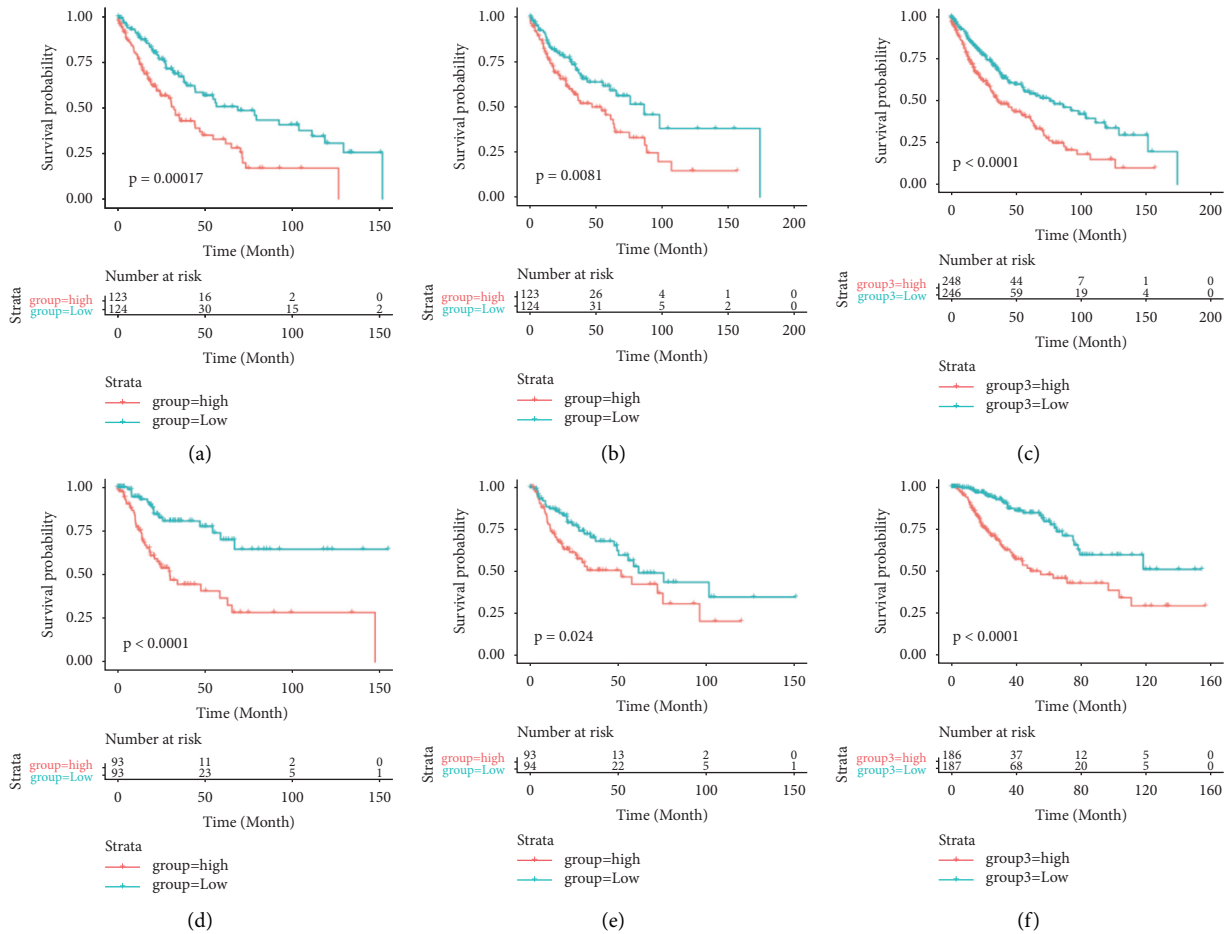 Survival probability
1.00
0.75
0.50
0.25
0.00
p = 0.00017
0 50 100 150
Time (Month)
Number at risk
Strata
group=high 123 16 2 0
group=Low 124 30 15 2
0 50 100 150
Time (Month)
Strata
group=high
group=Low
(a)
Survival probability
1.00
0.75
0.50
0.25
0.00
p = 0.0081
0 50 100 150 200
Time (Month)
Number at risk
Strata
group=high 123 26 4 1 0
group=Low 124 31 5 2 0
0 50 100 150 200
Time (Month)
Strata
group=high
group=Low
(b)
Survival probability
1.00
0.75
0.50
0.25
0.00
p < 0.0001
0 50 100 150 200
Time (Month)
Number at risk
Strata
group3=high 248 44 7 1 0
group3=Low 246 59 19 4 0
0 50 100 150 200
Time (Month)
Strata
group3=high
group3=Low
(c)
Survival probability
1.00
0.75
0.50
0.25
0.00
p < 0.0001
0 50 100 150
Time (Month)
Number at risk
Strata
group=high 93 11 2 0
group=Low 93 23 5 1
0 50 100 150
Time (Month)
Strata
group=high
group=Low
(d)
Survival probability
1.00
0.75
0.50
0.25
0.00
p = 0.024
0 50 100 150
Time (Month)
Number at risk
Strata
group=high 93 13 2 0
group=Low 94 22 5 1
0 50 100 150
Time (Month)
Strata
group=high
group=Low
(e)
Survival probability
1.00
0.75
0.50
0.25
0.00
p < 0.0001
0 40 80 120 160
Time (Month)
Number at risk
Strata
group3=high 186 37 12 5 0
group3=Low 187 68 20 5 0
0 40 80 120 160
Time (Month)
Strata
group3=high
group3=Low
(f)